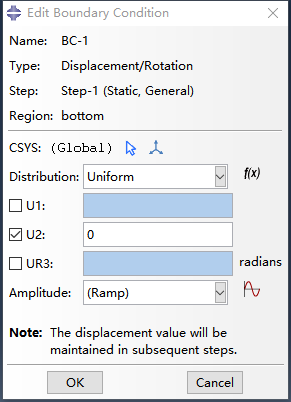 Edit Boundary Condition
Name: BC-1
Type: Displacement/Rotation
Step: Step-1 (Static, General)
Region: bottom
CSYS: (Global)
Distribution: Uniform f(x)
U1:
U2: 0
UR3: radians
Amplitude: (Ramp)
Note: The displacement value will be
maintained in subsequent steps.
OK Cancel